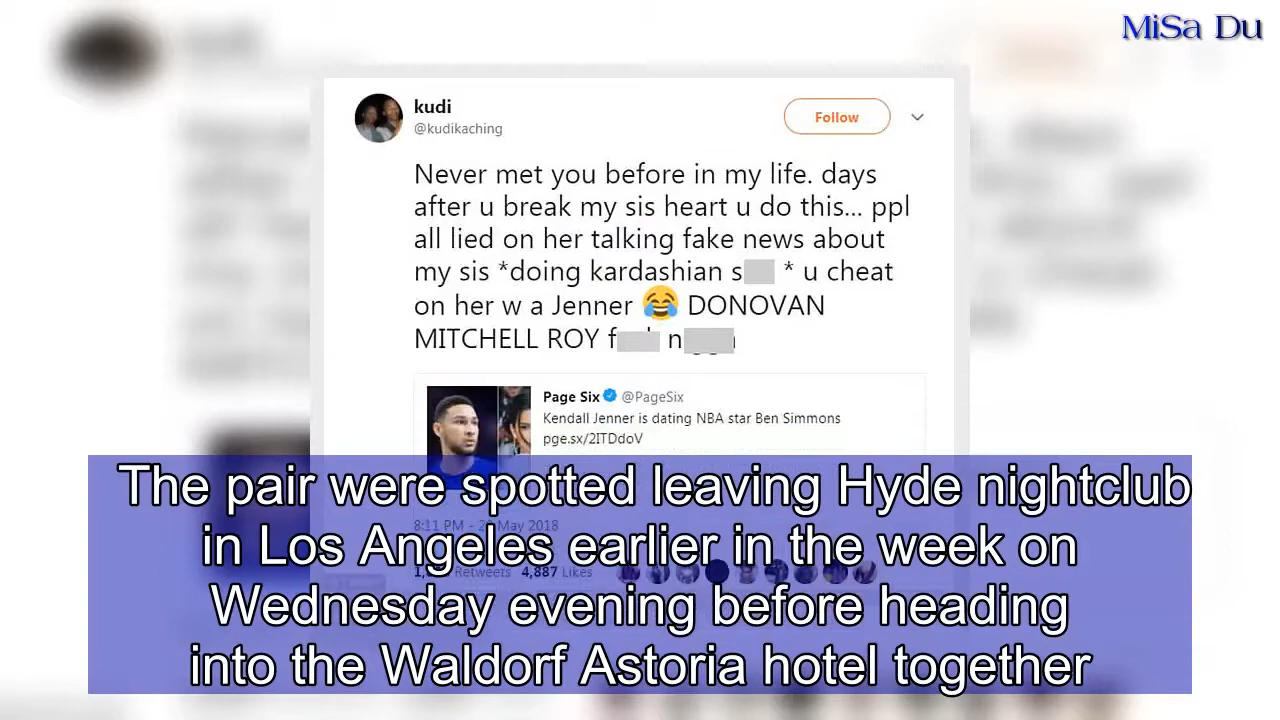 MiSa Du
kudi
@kudikaching
Follow
Never met you before in my life. days
after u break my sis heart u do this... ppl
all lied on her talking fake news about
my sis *doing kardashian s * u cheat
on her w a Jenner 😂 DONOVAN
MITCHELL ROY f n
Page Six @PageSix
Kendall Jenner is dating NBA star Ben Simmons
pge.sx/2ITDdoV
The pair were spotted leaving Hyde nightclub
8:11 PM - May 2018
in Los Angeles earlier in the week on
Retweets 4,887 Likes
Wednesday evening before heading
into the Waldorf Astoria hotel together